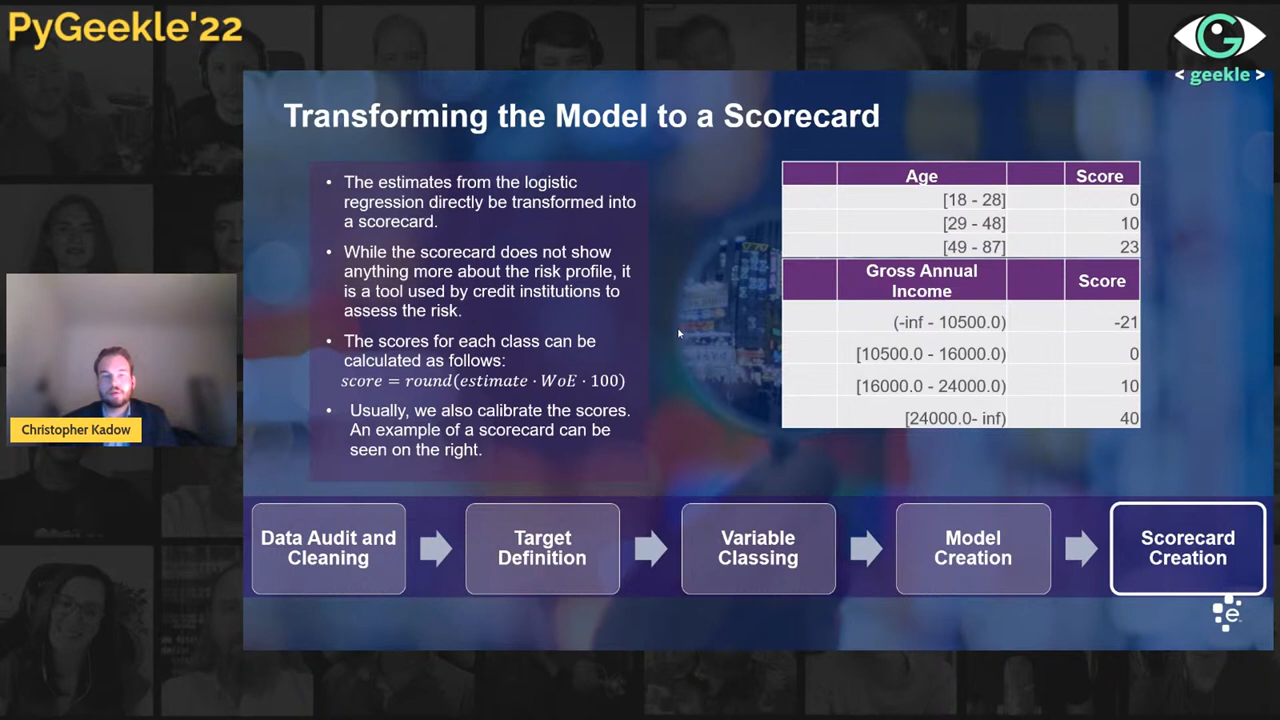 PyGeekle'22
G
< geekle >
Transforming the Model to a Scorecard
• The estimates from the logistic
regression directly be transformed into
a scorecard.
• While the scorecard does not show
anything more about the risk profile, it
is a tool used by credit institutions to
assess the risk.
• The scores for each class can be
calculated as follows:
score = round(estimate · WoE · 100)
• Usually, we also calibrate the scores.
An example of a scorecard can be
seen on the right.
Age Score
[18 - 28] 0
[29 - 48] 10
[49 - 87] 23
Gross Annual
Income
Score
(-inf - 10500.0) -21
[10500.0 - 16000.0) 0
[16000.0 - 24000.0) 10
[24000.0- inf) 40
Christopher Kadow
Data Audit and
Cleaning
Target
Definition
Variable
Classing
Model
Creation
Scorecard
Creation
e